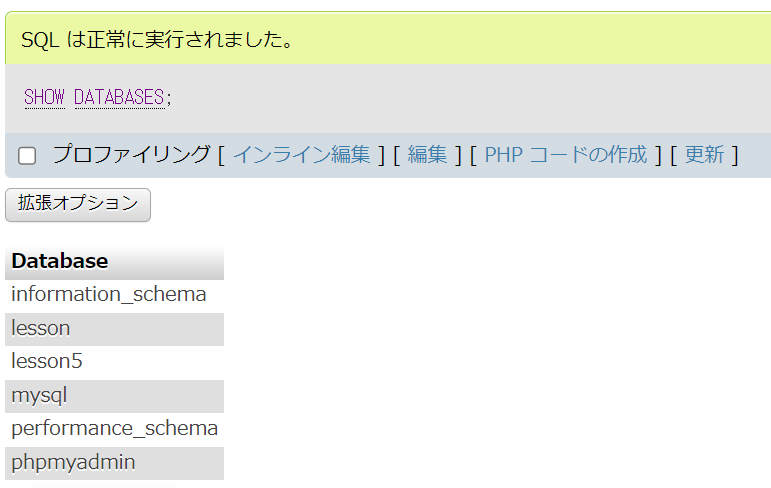 SQL は正常に実行されました。
SHOW DATABASES;
プロファイリング [ インライン編集 ] [ 編集 ] [ PHP コードの作成 ] [ 更新 ]
拡張オプション
Database
information_schema
lesson
lesson5
mysql
performance_schema
phpmyadmin